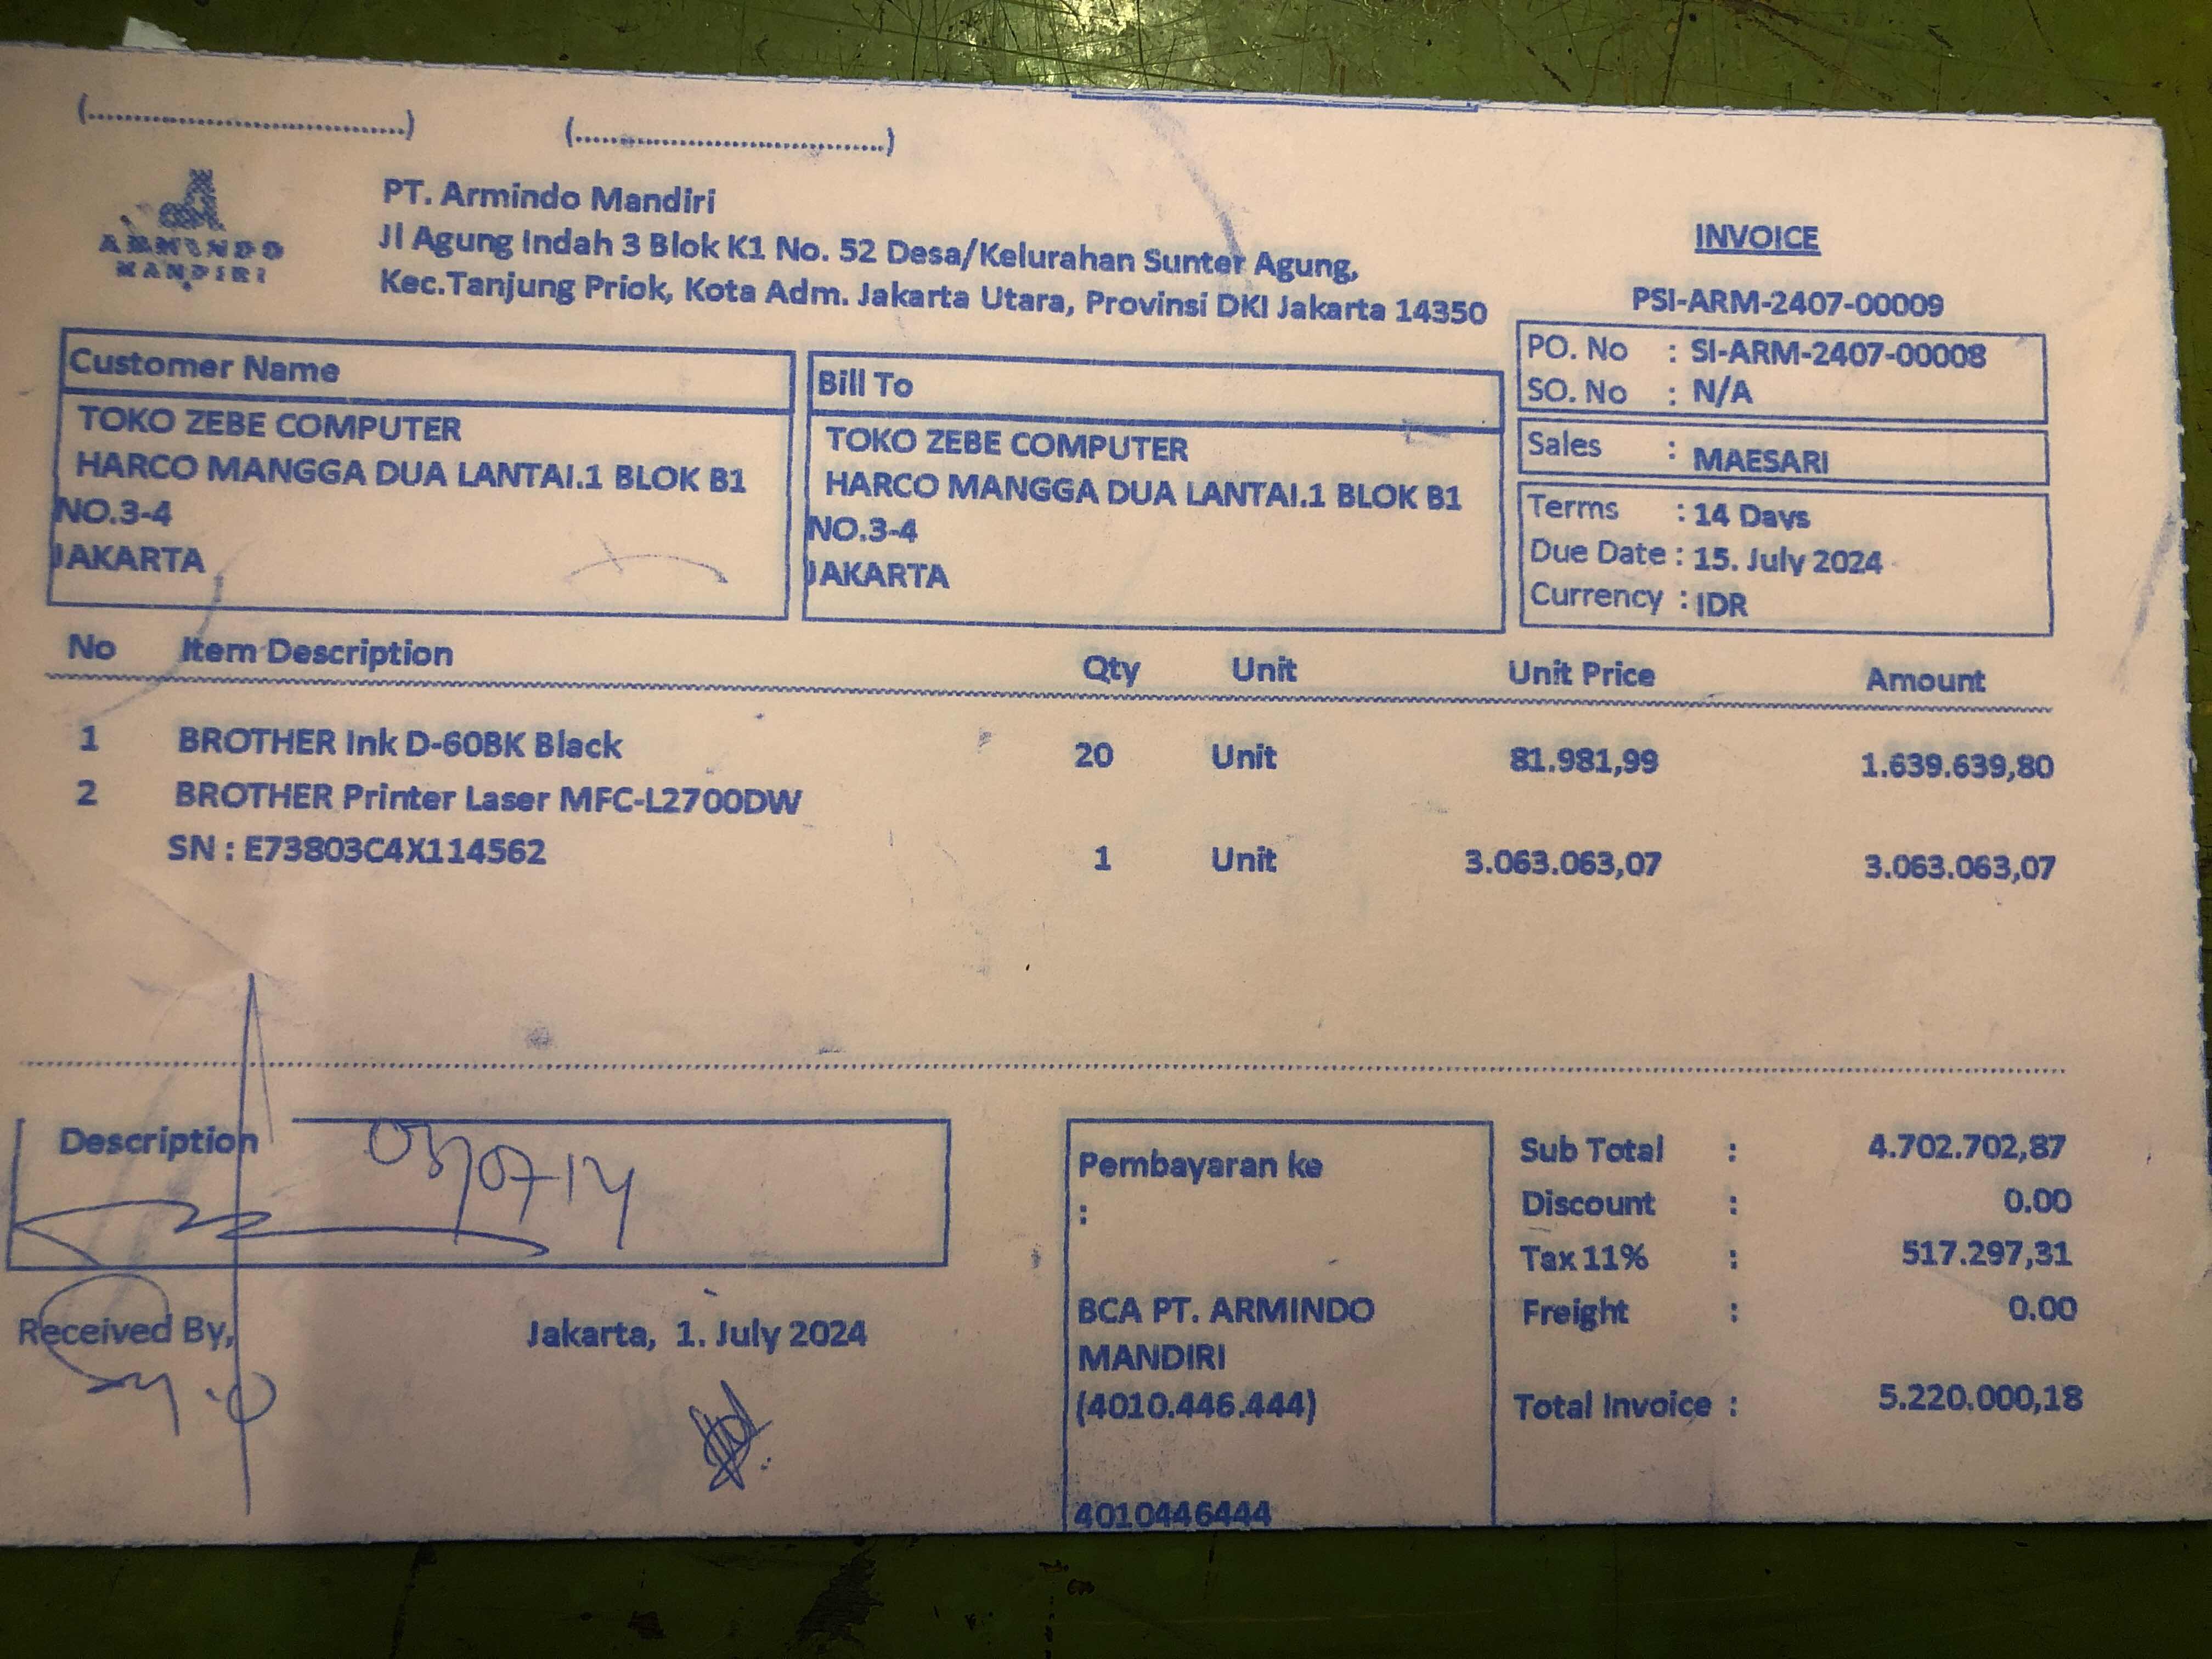 (....................................) (....................................)
ARMINDO
MANDIRI
PT. Armindo Mandiri
Jl Agung Indah 3 Blok K1 No. 52 Desa/Kelurahan Sunter Agung,
Kec.Tanjung Priok, Kota Adm. Jakarta Utara, Provinsi DKI Jakarta 14350
INVOICE
PSI-ARM-2407-00009
PO. No : SI-ARM-2407-00008
SO. No : N/A
Sales : MAESARI
Terms : 14 Days
Due Date : 15. July 2024
Currency : IDR
Customer Name
TOKO ZEBE COMPUTER
HARCO MANGGA DUA LANTAI.1 BLOK B1
NO.3-4
JAKARTA
Bill To
TOKO ZEBE COMPUTER
HARCO MANGGA DUA LANTAI.1 BLOK B1
NO.3-4
JAKARTA
No Item Description Qty Unit Unit Price Amount
1 BROTHER Ink D-60BK Black 20 Unit 81.981,99 1.639.639,80
2 BROTHER Printer Laser MFC-L2700DW
SN : E73803C4X114562 1 Unit 3.063.063,07 3.063.063,07
Description
Received By,
Jakarta, 1. July 2024
Pembayaran ke
:
BCA PT. ARMINDO
MANDIRI
(4010.446.444)
4010446444
Sub Total : 4.702.702,87
Discount : 0.00
Tax 11% : 517.297,31
Freight : 0.00
Total Invoice : 5.220.000,18